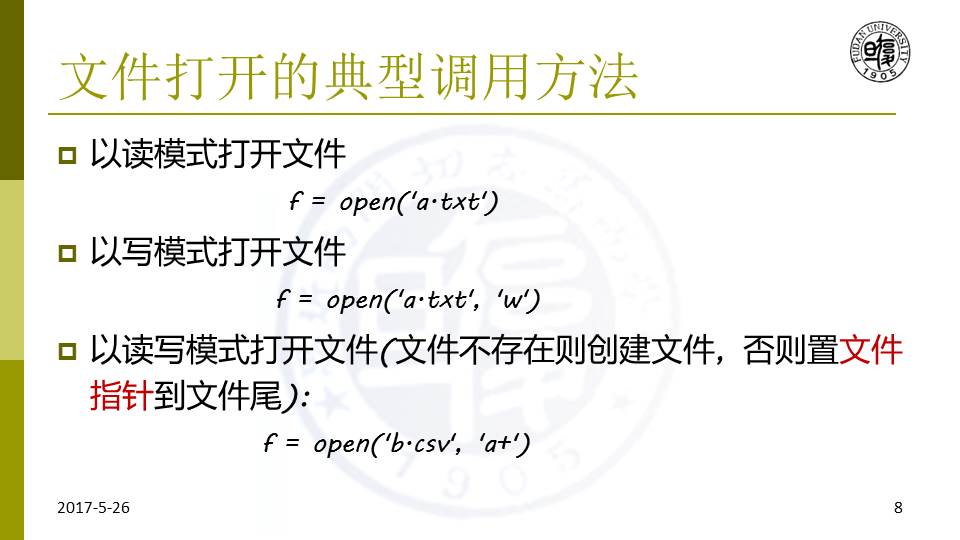 文件打开的典型调用方法
FUDAN UNIVERSITY
1905
以读模式打开文件
f = open('a.txt')
以写模式打开文件
f = open('a.txt', 'w')
以读写模式打开文件(文件不存在则创建文件, 否则置文件
指针到文件尾):
f = open('b.csv', 'a+')
2017-5-26
8